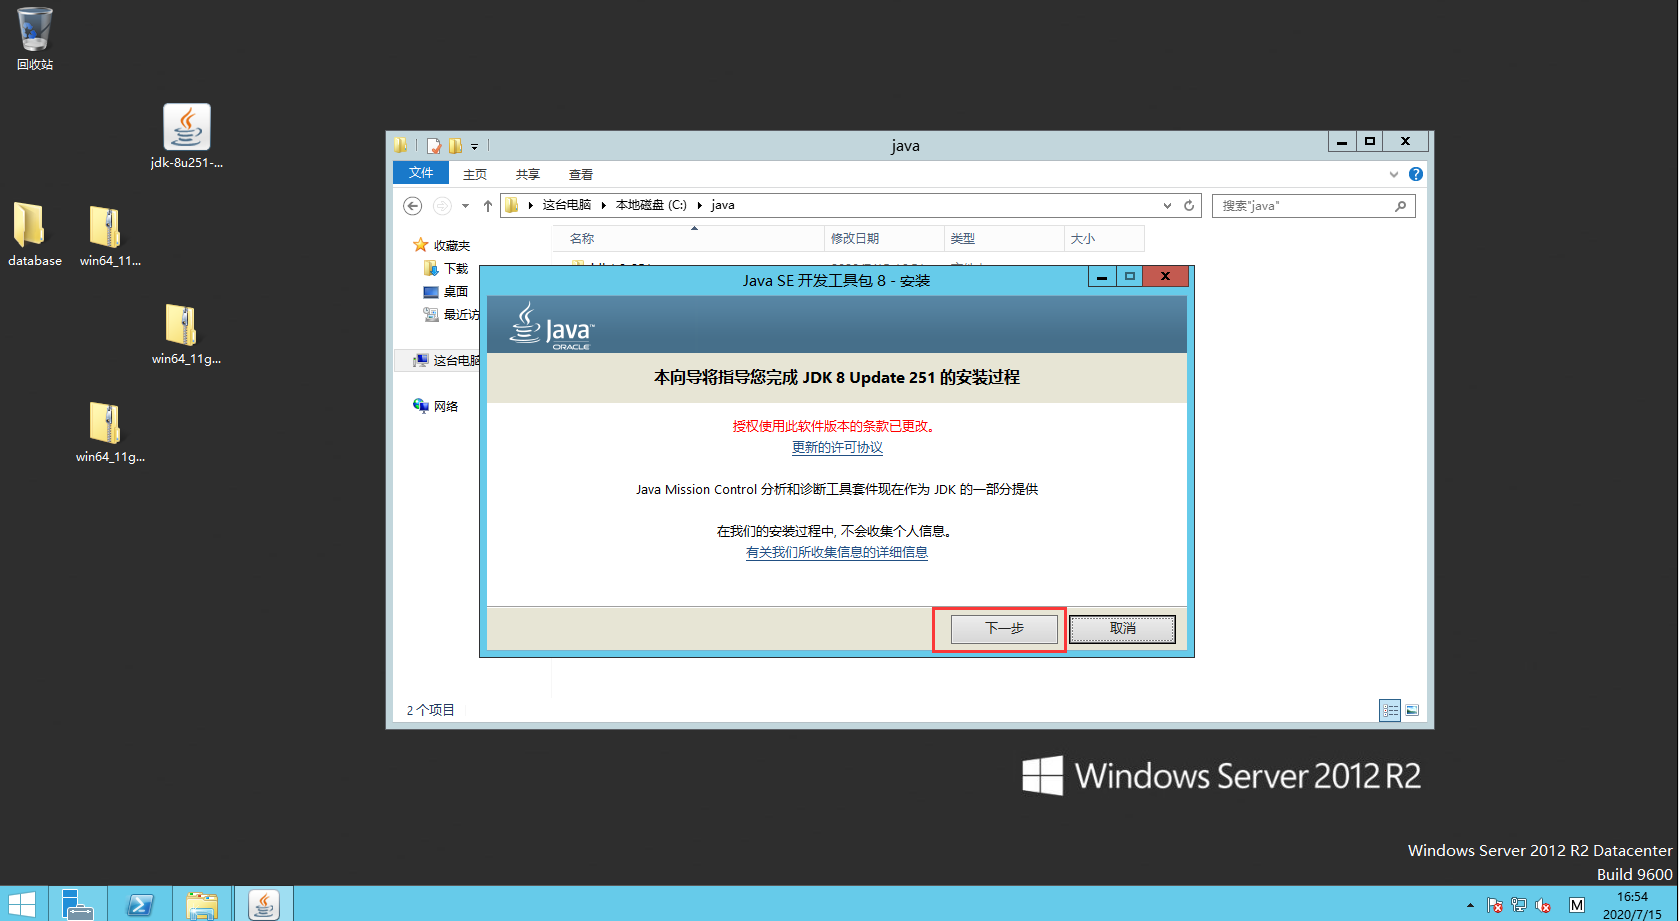 回收站
jdk-8u251-...
database
win64_11...
win64_11g...
win64_11g...
java
文件
主页
共享
查看
这台电脑
本地磁盘 (C:)
java
搜索"java"
名称
修改日期
类型
大小
收藏夹
下载
桌面
最近访
这台电脑
网络
Java SE 开发工具包 8 - 安装
Java™
ORACLE
本向导将指导您完成 JDK 8 Update 251 的安装过程
授权使用此软件版本的条款已更改。
更新的许可协议
Java Mission Control 分析和诊断工具套件现在作为 JDK 的一部分提供
在我们的安装过程中, 不会收集个人信息。
有关我们所收集信息的详细信息
下一步
取消
2 个项目
Windows Server 2012 R2
Windows Server 2012 R2 Datacenter
Build 9600
M
16:54
2020/7/15